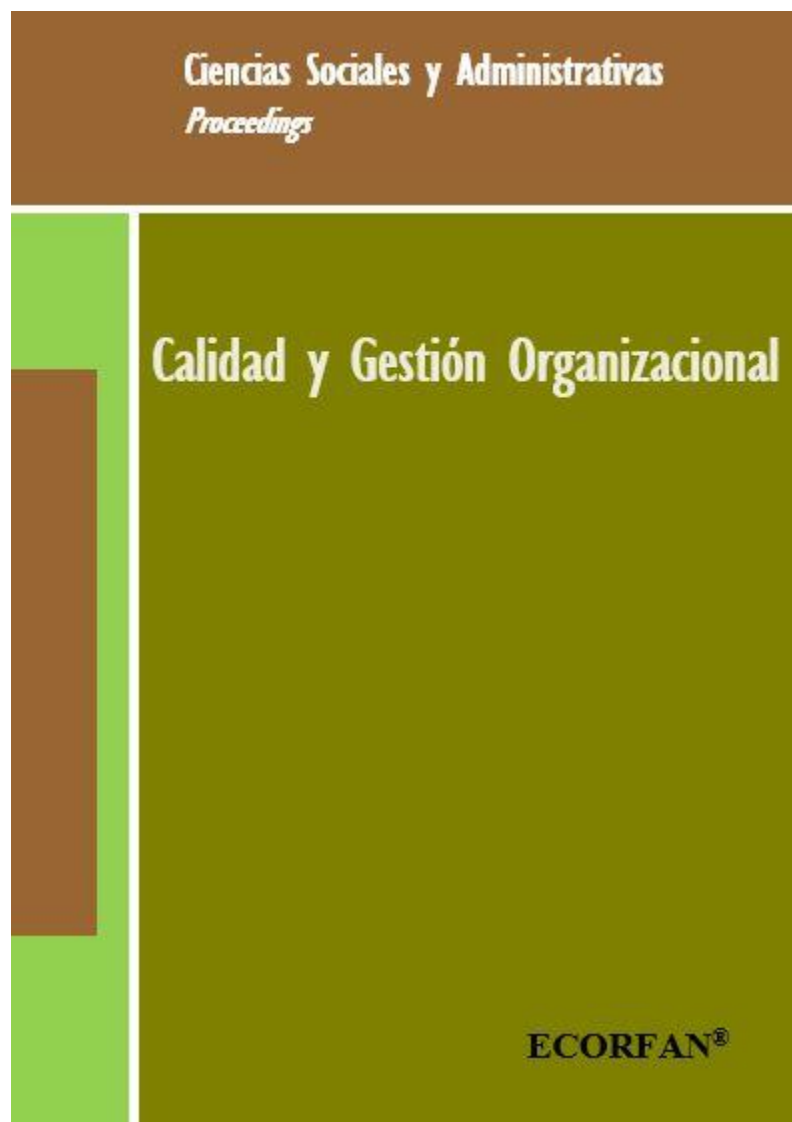 Ciencias Sociales y Administrativas
Proceedings
Calidad y Gestión Organizacional
ECORFAN®